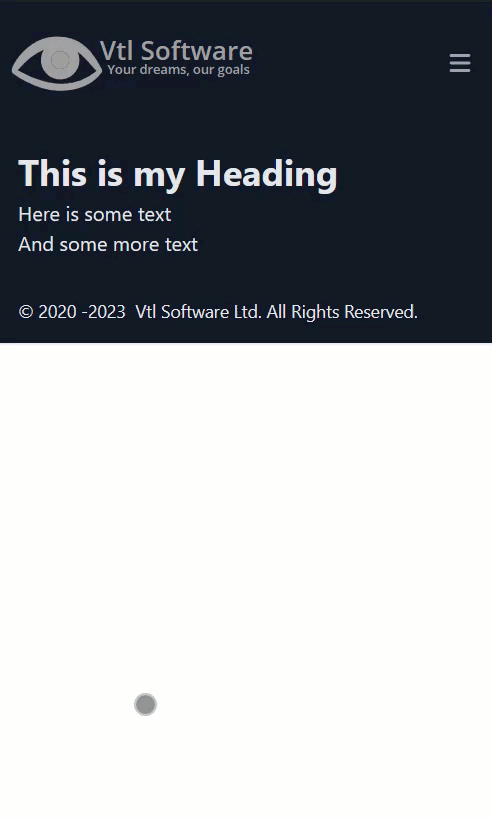 Vtl Software
Your dreams, our goals
This is my Heading
Here is some text
And some more text
© 2020 -2023  Vtl Software Ltd. All Rights Reserved.